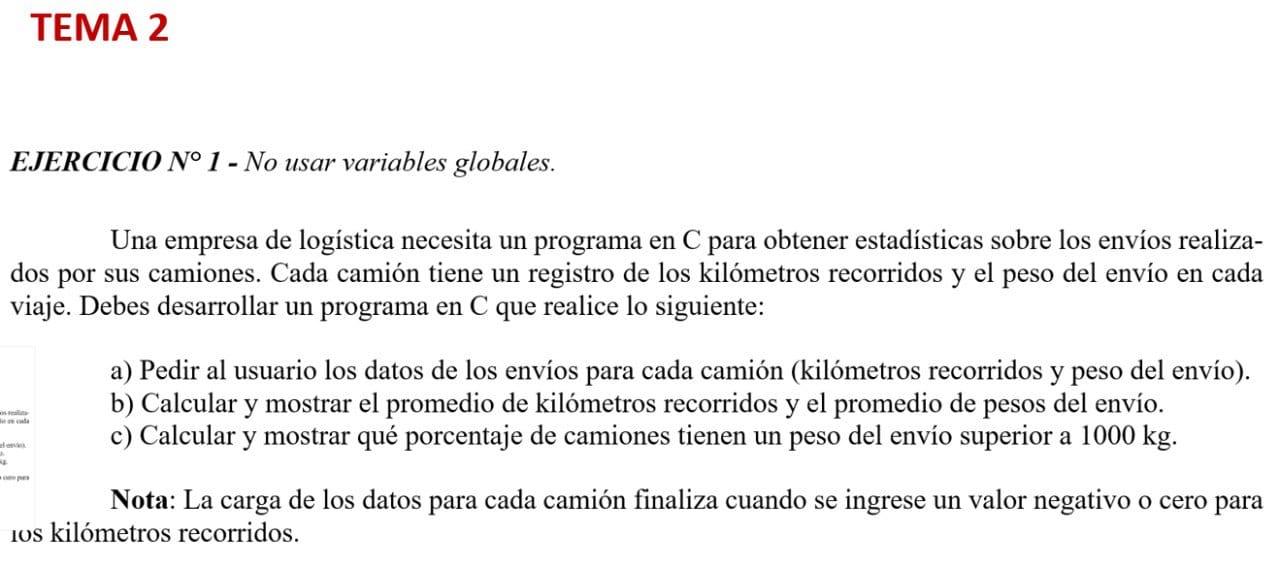 TEMA 2
EJERCICIO N° 1 - No usar variables globales.
Una empresa de logística necesita un programa en C para obtener estadísticas sobre los envíos realiza-
dos por sus camiones. Cada camión tiene un registro de los kilómetros recorridos y el peso del envío en cada
viaje. Debes desarrollar un programa en C que realice lo siguiente:
a) Pedir al usuario los datos de los envíos para cada camión (kilómetros recorridos y peso del envío).
b) Calcular y mostrar el promedio de kilómetros recorridos y el promedio de pesos del envío.
c) Calcular y mostrar qué porcentaje de camiones tienen un peso del envío superior a 1000 kg.
Nota: La carga de los datos para cada camión finaliza cuando se ingrese un valor negativo o cero para
los kilómetros recorridos.